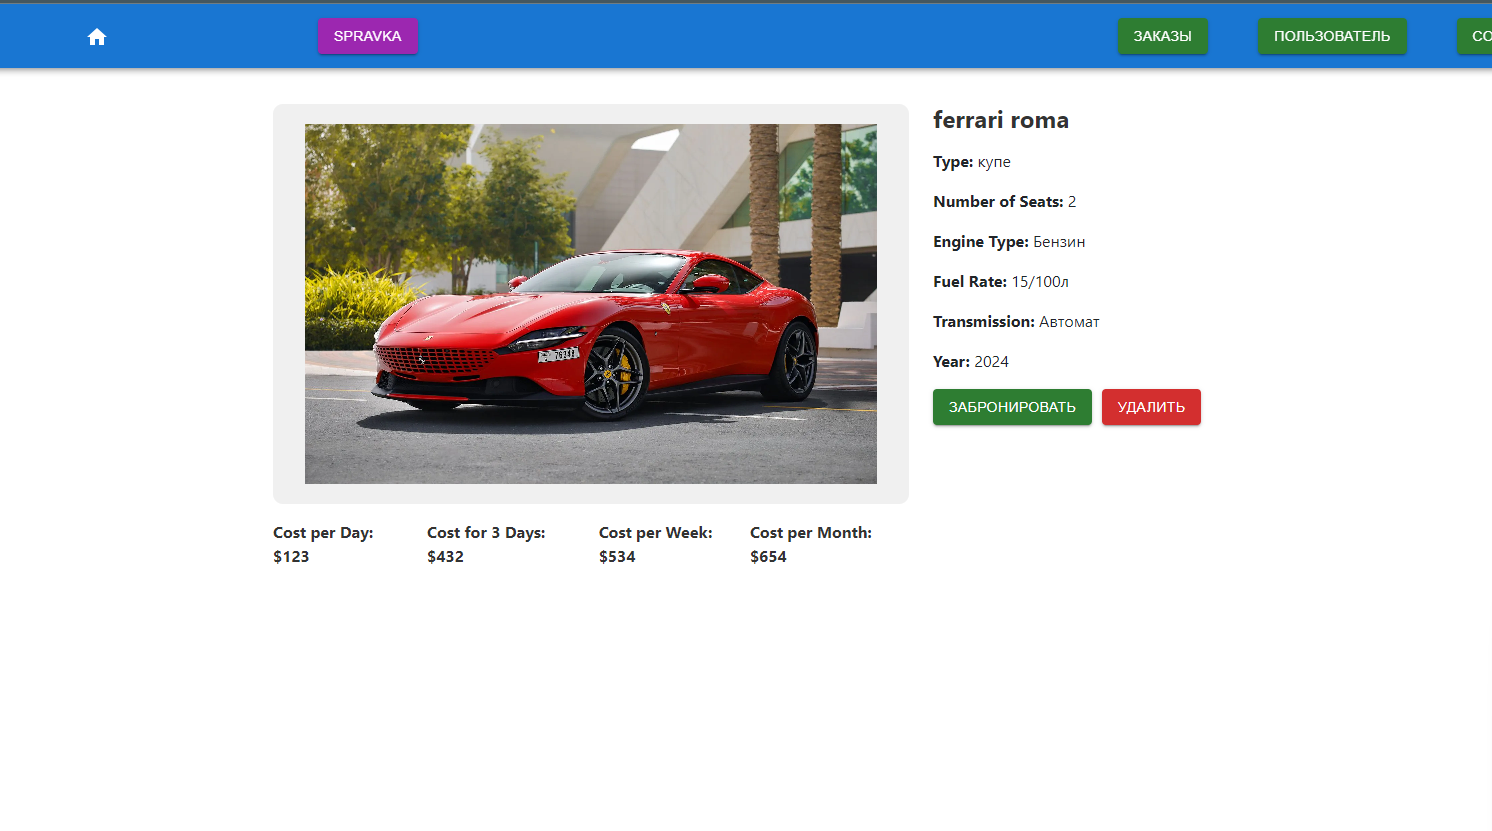 SPRAVKA ЗАКАЗЫ ПОЛЬЗОВАТЕЛЬ СО
ferrari roma
Type: купе
Number of Seats: 2
Engine Type: Бензин
Fuel Rate: 15/100л
Transmission: Автомат
Year: 2024
ЗАБРОНИРОВАТЬ УДАЛИТЬ
Cost per Day: Cost for 3 Days: Cost per Week: Cost per Month:
$123 $432 $534 $654